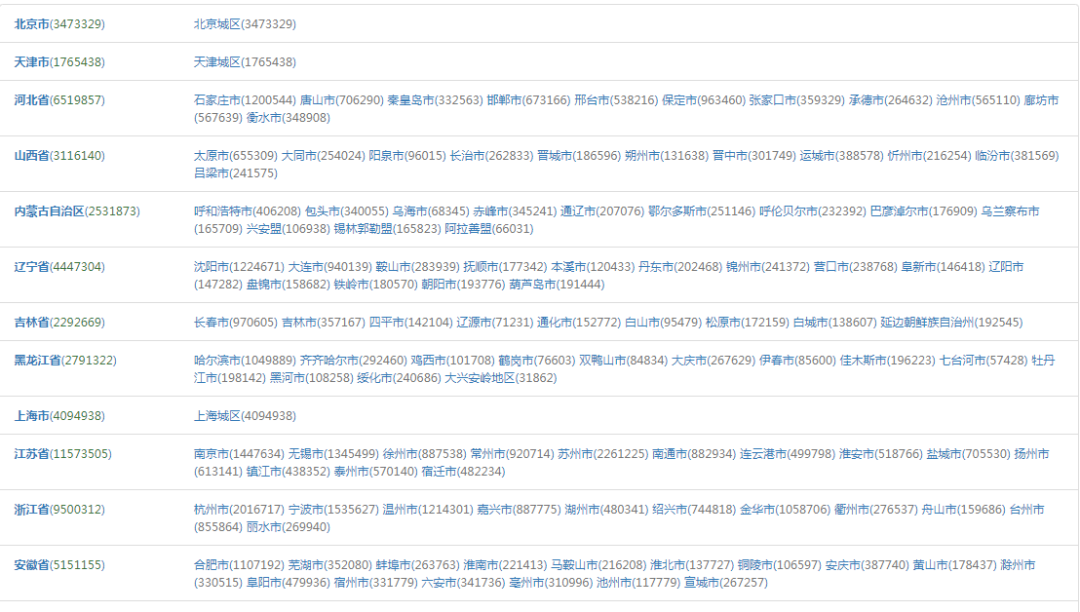 北京市(3473329) 北京城区(3473329)
天津市(1765438) 天津城区(1765438)
河北省(6519857) 石家庄市(1200544) 唐山市(706290) 秦皇岛市(332563) 邯郸市(673166) 邢台市(538216) 保定市(963460) 张家口市(359329) 承德市(264632) 沧州市(565110) 廊坊市
(567639) 衡水市(348908)
山西省(3116140) 太原市(655309) 大同市(254024) 阳泉市(96015) 长治市(262833) 晋城市(186596) 朔州市(131638) 晋中市(301749) 运城市(388578) 忻州市(216254) 临汾市(381569)
吕梁市(241575)
内蒙古自治区(2531873) 呼和浩特市(406208) 包头市(340055) 乌海市(68345) 赤峰市(345241) 通辽市(207076) 鄂尔多斯市(251146) 呼伦贝尔市(232392) 巴彦淖尔市(176909) 乌兰察布市
(165709) 兴安盟(106938) 锡林郭勒盟(165823) 阿拉善盟(66031)
辽宁省(4447304) 沈阳市(1224671) 大连市(940139) 鞍山市(283939) 抚顺市(177342) 本溪市(120433) 丹东市(202468) 锦州市(241372) 营口市(238768) 阜新市(146418) 辽阳市
(147282) 盘锦市(158682) 铁岭市(180570) 朝阳市(193776) 葫芦岛市(191444)
吉林省(2292669) 长春市(970605) 吉林市(357167) 四平市(142104) 辽源市(71231) 通化市(152772) 白山市(95479) 松原市(172159) 白城市(138607) 延边朝鲜族自治州(192545)
黑龙江省(2791322) 哈尔滨市(1049889) 齐齐哈尔市(292460) 鸡西市(101708) 鹤岗市(76603) 双鸭山市(84834) 大庆市(267629) 伊春市(85600) 佳木斯市(196223) 七台河市(57428) 牡丹
江市(198142) 黑河市(108258) 绥化市(240686) 大兴安岭地区(31862)
上海市(4094938) 上海城区(4094938)
江苏省(11573505) 南京市(1447634) 无锡市(1345499) 徐州市(887538) 常州市(920714) 苏州市(2261225) 南通市(882934) 连云港市(499798) 淮安市(518766) 盐城市(705530) 扬州市
(613141) 镇江市(438352) 泰州市(570140) 宿迁市(482234)
浙江省(9500312) 杭州市(2016717) 宁波市(1535627) 温州市(1214301) 嘉兴市(887775) 湖州市(480341) 绍兴市(744818) 金华市(1058706) 衢州市(276537) 舟山市(159686) 台州市
(855864) 丽水市(269940)
安徽省(5151155) 合肥市(1107192) 芜湖市(352080) 蚌埠市(263763) 淮南市(221413) 马鞍山市(216208) 淮北市(137727) 铜陵市(106597) 安庆市(387740) 黄山市(178437) 滁州市
(330515) 阜阳市(479936) 宿州市(331779) 六安市(341736) 亳州市(310996) 池州市(117779) 宣城市(267257)